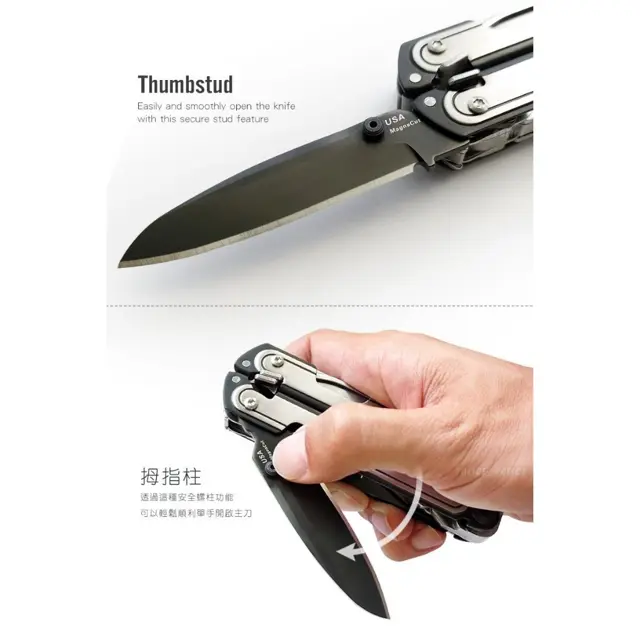 Thumbstud
Easily and smoothly open the knife
with this secure stud feature
USA
MagnaCut
拇指柱
透過這種安全螺柱功能
可以輕鬆順利單手開啟主刀
USA
MagnaCut